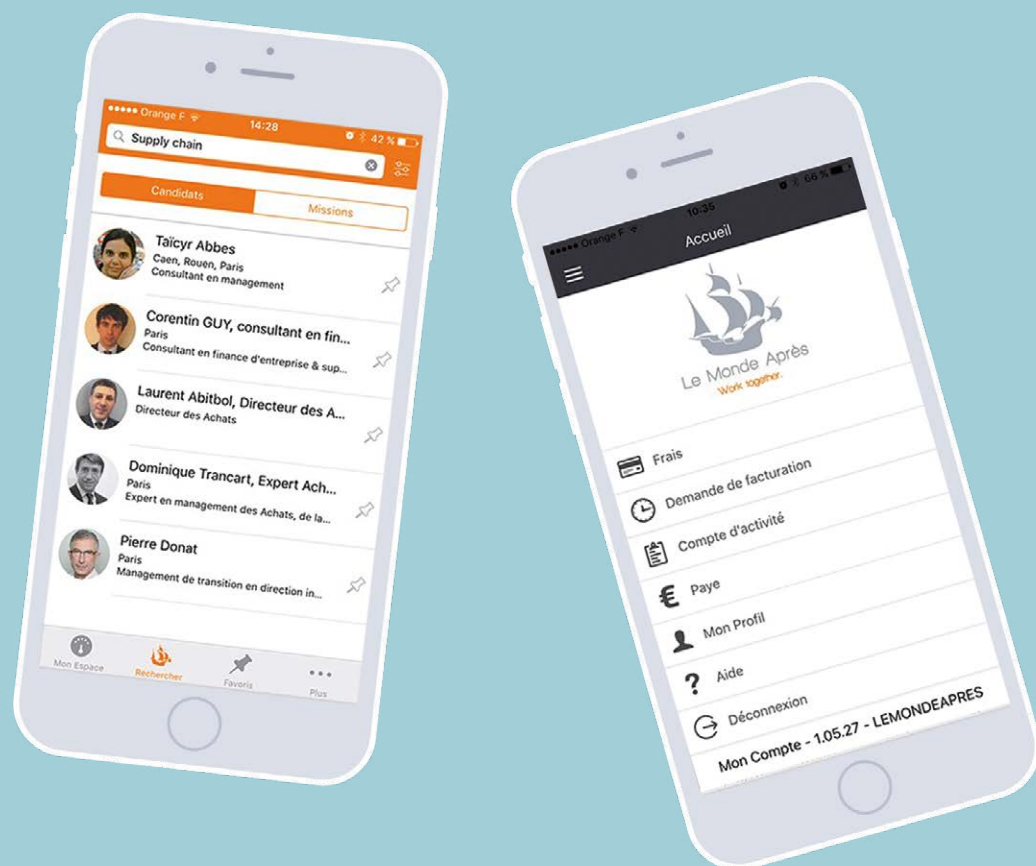 Orange F
14:28
42 %
Supply chain
Candidats
Missions
Taïcyr Abbes
Caen, Rouen, Paris
Consultant en management
Corentin GUY, consultant en fin...
Paris
Consultant en finance d'entreprise & sup...
Laurent Abitbol, Directeur des A...
Directeur des Achats
Dominique Trancart, Expert Ach...
Paris
Expert en management des Achats, de la...
Pierre Donat
Paris
Management de transition en direction in...
Mon Espace
Rechercher
Favoris
Plus
Orange F
10:35
66 %
Accueil
Le Monde Après
Work together.
Frais
Demande de facturation
Compte d'activité
€ Paye
Mon Profil
? Aide
Déconnexion
Mon Compte - 1.05.27 - LEMONDEAPRES